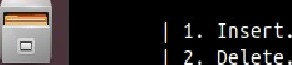 | 1. Insert.
| 2. Delete.